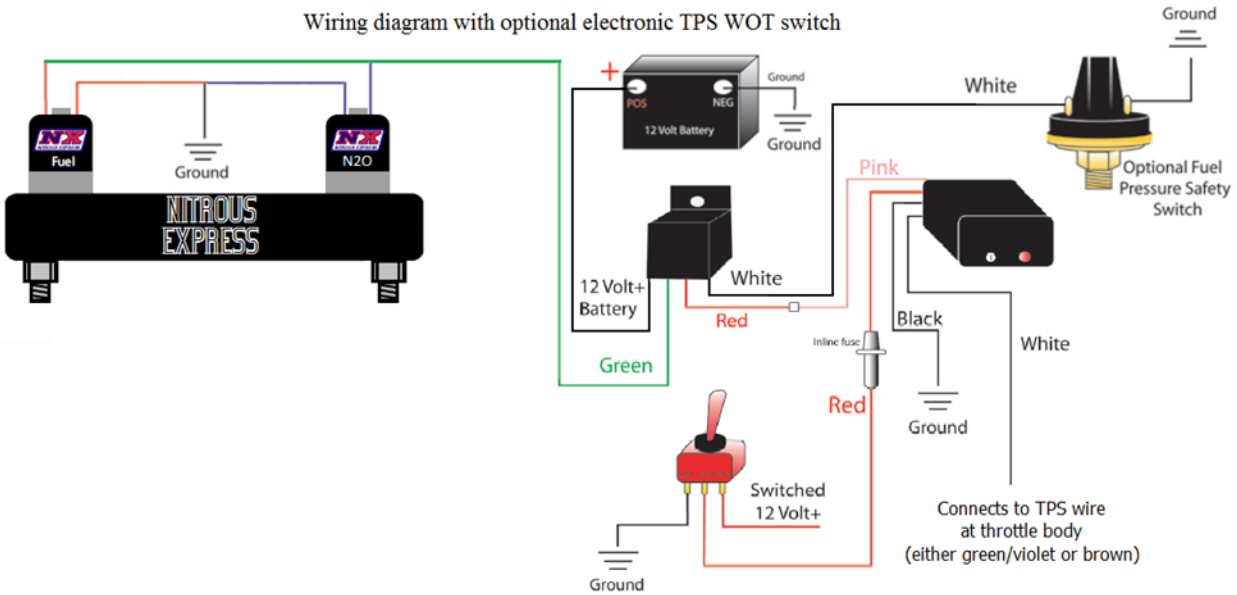 Wiring diagram with optional electronic TPS WOT switch
Ground
+
POS
NEG
12 Volt Battery
Ground
Ground
White
NX
Fuel
Ground
NX
N2O
NITROUS
EXPRESS
Optional Fuel
Pressure Safety
Switch
Pink
White
12 Volt+
Battery
Red
Green
Black
Inline fuse
White
Red
Ground
Switched
12 Volt+
Ground
Connects to TPS wire
at throttle body
(either green/violet or brown)